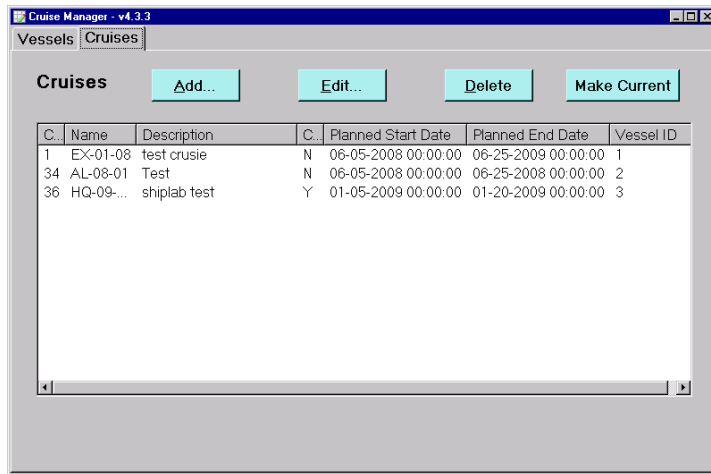 Cruise Manager - v4.3.3
Vessels Cruises
Cruises Add... Edit... Delete Make Current
C... Name Description C... Planned Start Date Planned End Date Vessel ID
1 EX-01-08 test crusie N 06-05-2008 00:00:00 06-25-2009 00:00:00 1
34 AL-08-01 Test N 06-05-2008 00:00:00 06-25-2008 00:00:00 2
36 HQ-09-... shiplab test Y 01-05-2009 00:00:00 01-20-2009 00:00:00 3